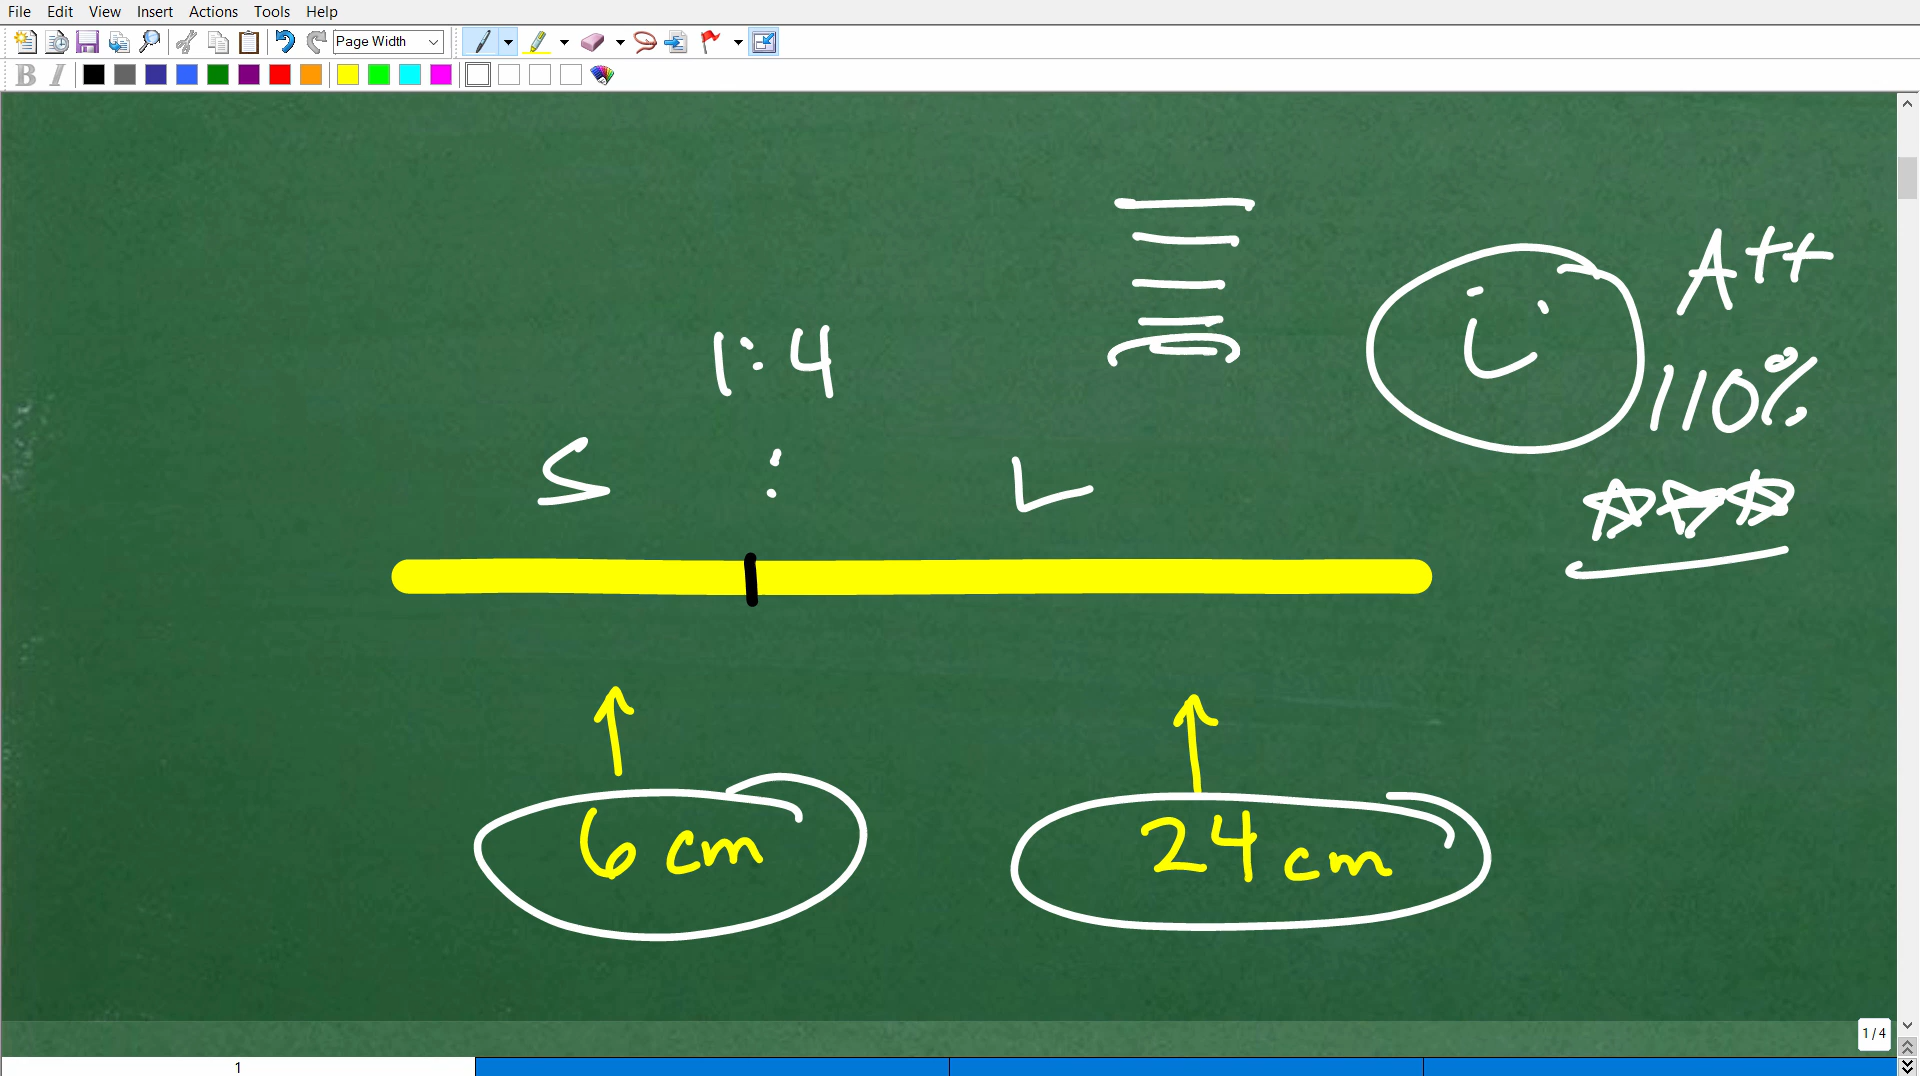 File Edit View Insert Actions Tools Help
Page Width
B I
A++
1:4
110%
S : L
6 cm 24 cm
1 / 4
1